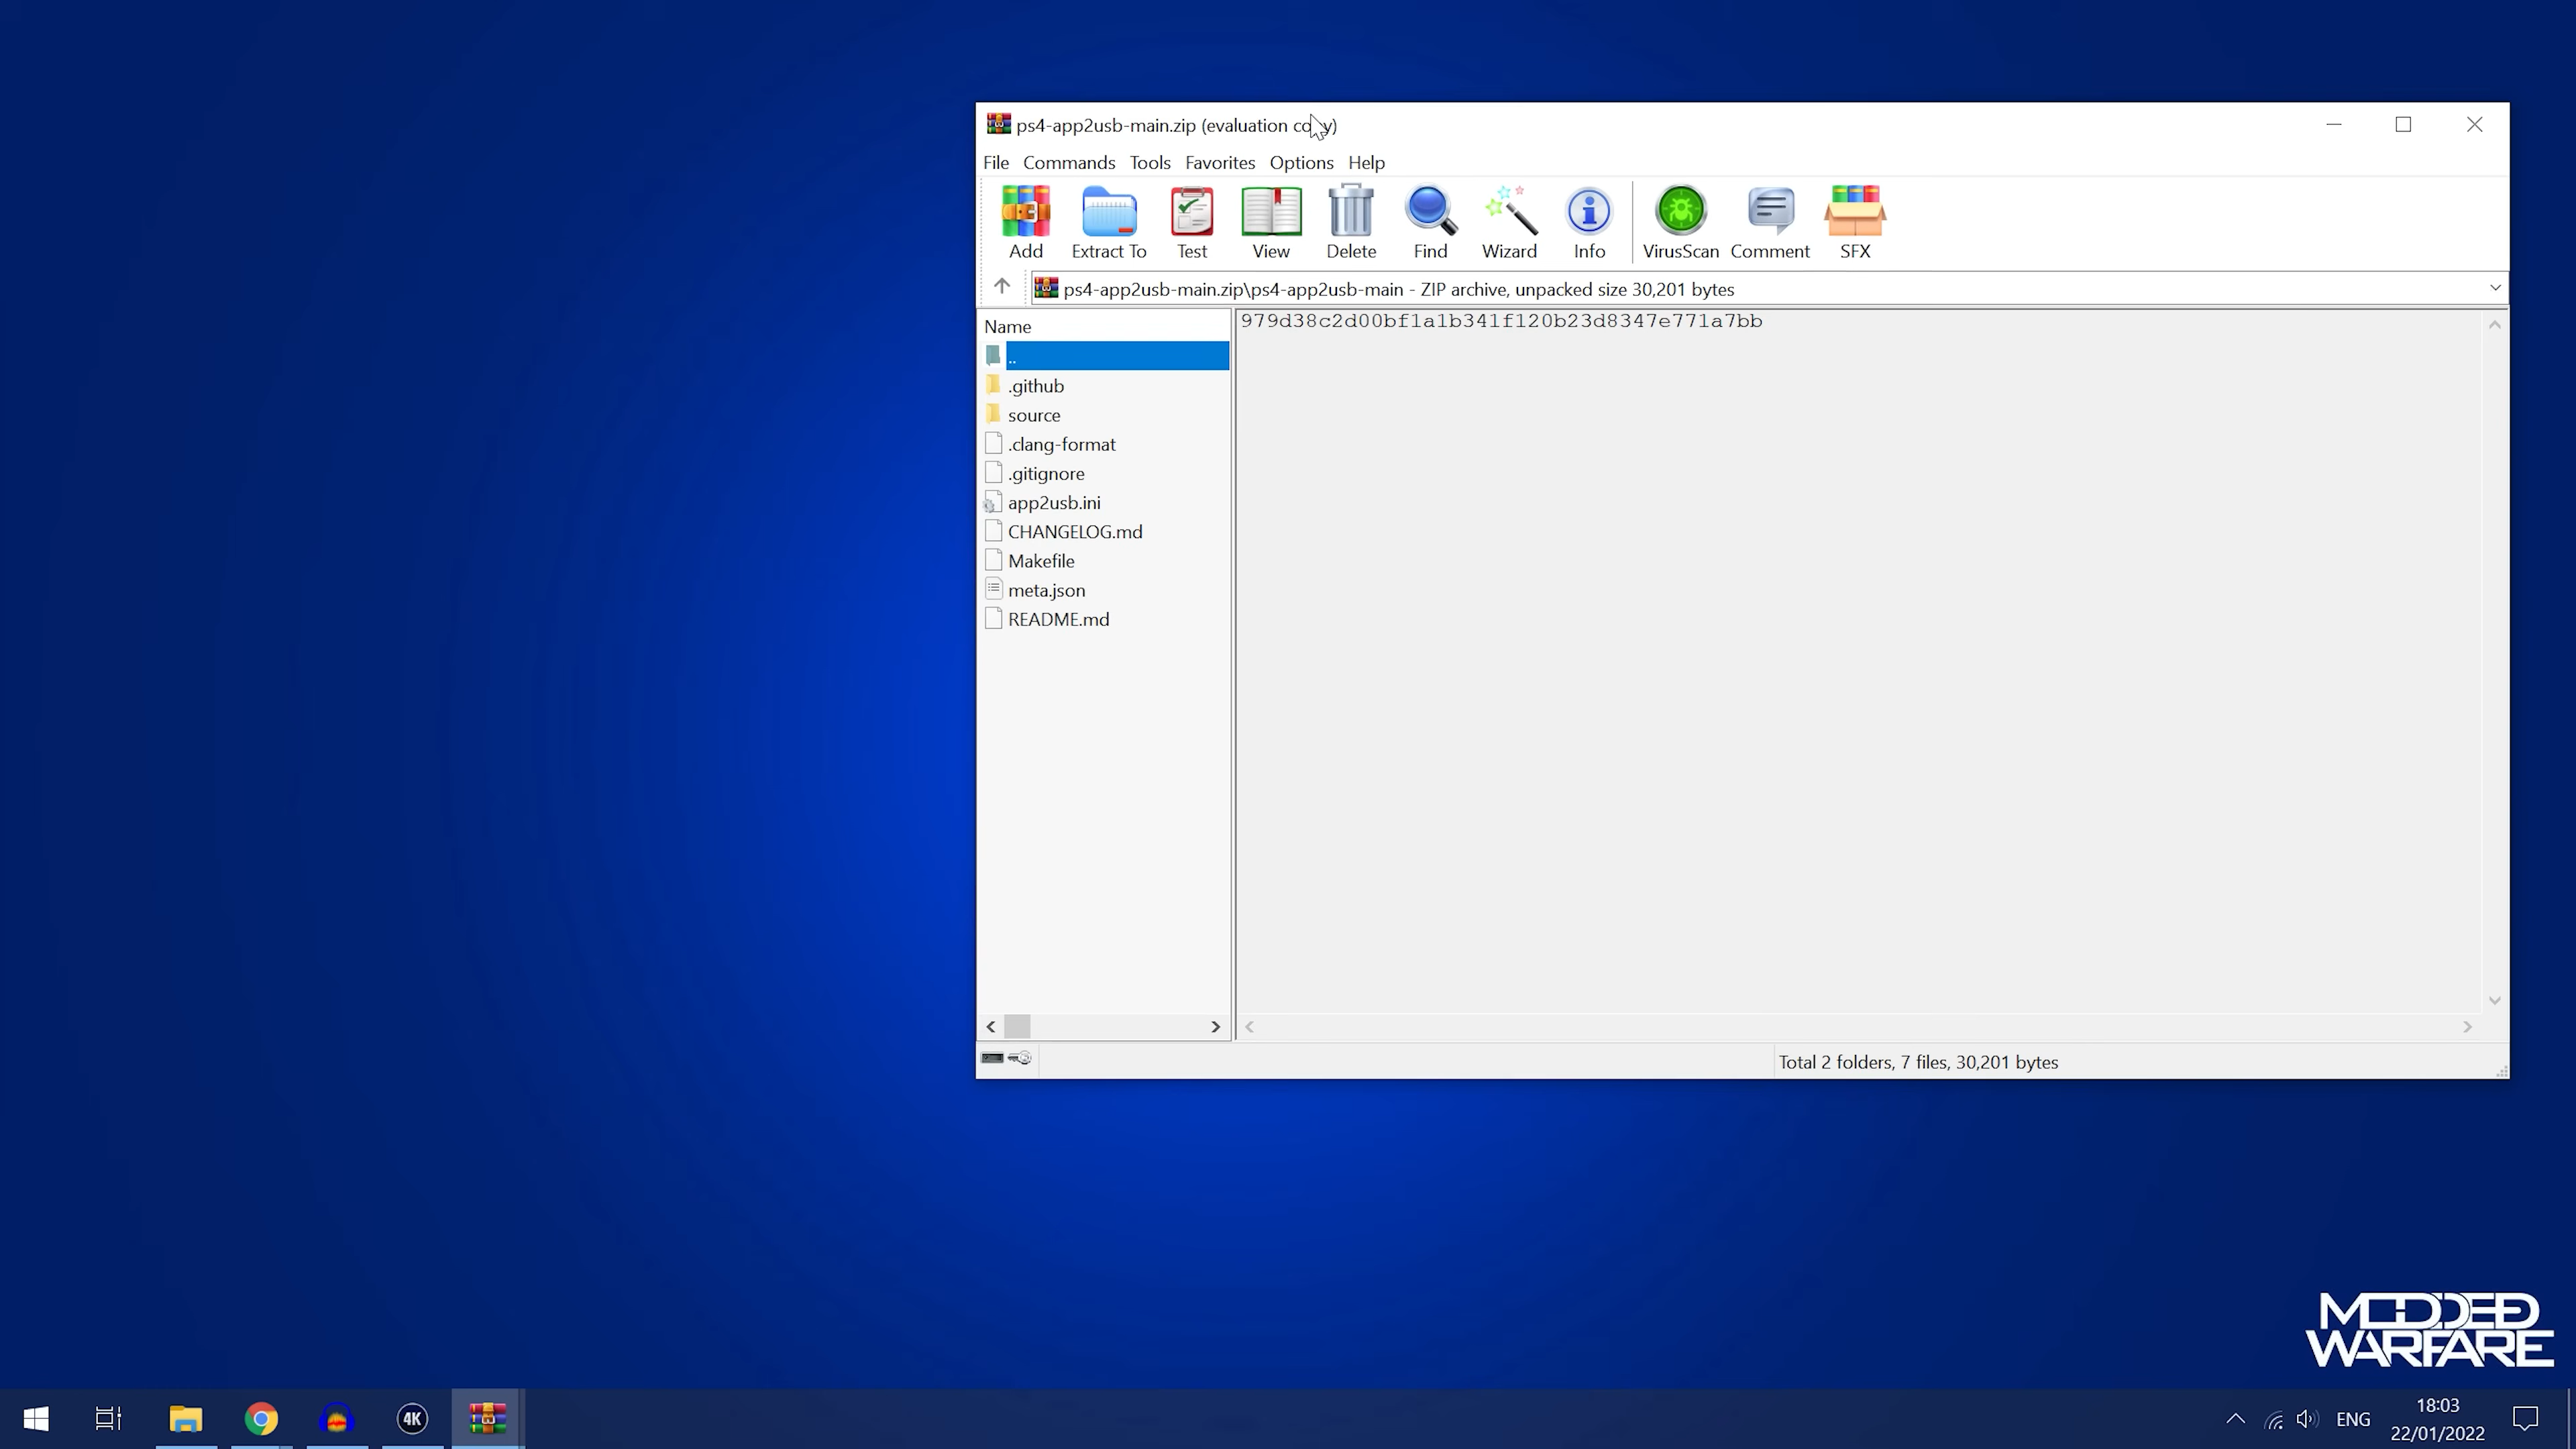 ps4-app2usb-main.zip (evaluation copy)
File Commands Tools Favorites Options Help
Add Extract To Test View Delete Find Wizard Info VirusScan Comment SFX
ps4-app2usb-main.zip\ps4-app2usb-main - ZIP archive, unpacked size 30,201 bytes
Name
979d38c2d00bf1a1b341f120b23d8347e771a7bb
..
.github
source
.clang-format
.gitignore
app2usb.ini
CHANGELOG.md
Makefile
meta.json
README.md
Total 2 folders, 7 files, 30,201 bytes
MODDED
WARFARE
4K
ENG
18:03
22/01/2022